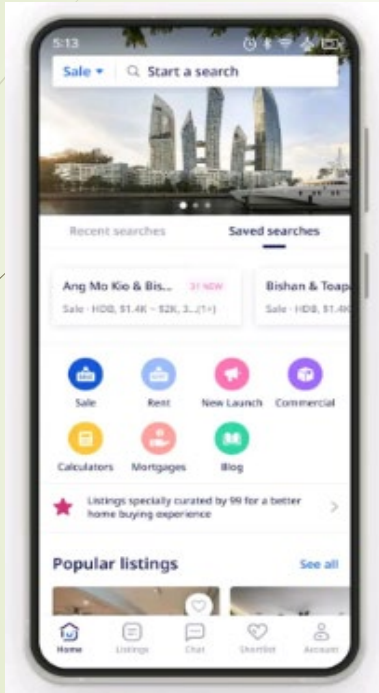 5:13
Sale Start a search
Recent searches Saved searches
Ang Mo Kio & Bis... 31 NEW
Sale · HDB, $1.4K - $2K, 3...(1+)
Bishan & Toapa
Sale · HDB, $1.4K
Sale Rent New Launch Commercial
Calculators Mortgages Blog
Listings specially curated by 99 for a better
home buying experience
Popular listings See all
Home Listings Chat Shortlist Account